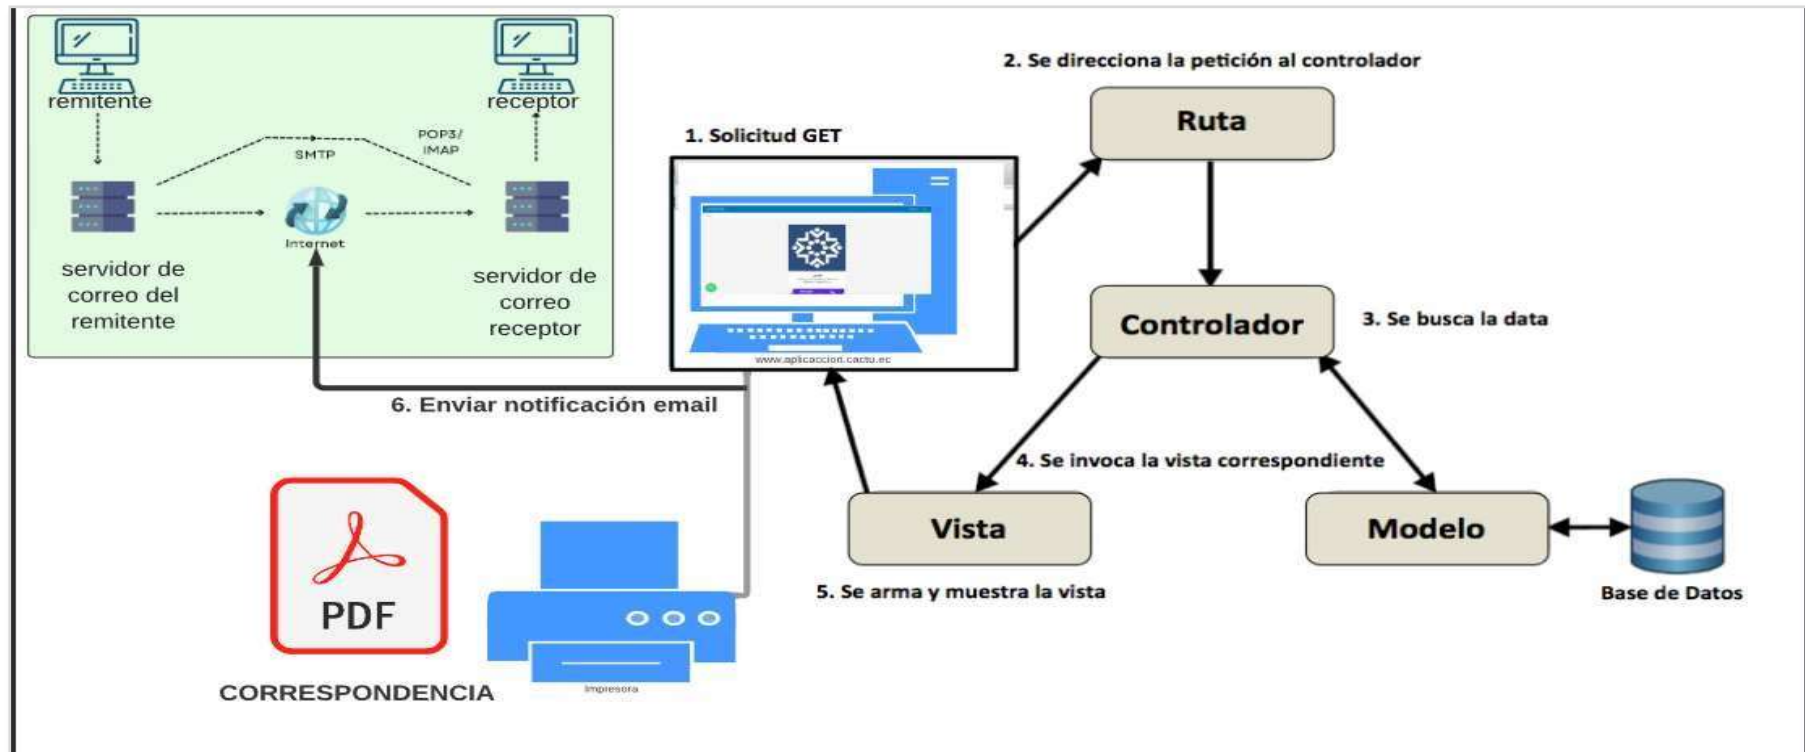 remitente
receptor
SMTP
POP3/
IMAP
Internet
servidor de
correo del
remitente
servidor de
correo
receptor
1. Solicitud GET
www.aplicaccion.cactu.ec
2. Se direcciona la petición al controlador
Ruta
Controlador
3. Se busca la data
4. Se invoca la vista correspondiente
Vista
Modelo
5. Se arma y muestra la vista
Base de Datos
6. Enviar notificación email
PDF
CORRESPONDENCIA
Impresora